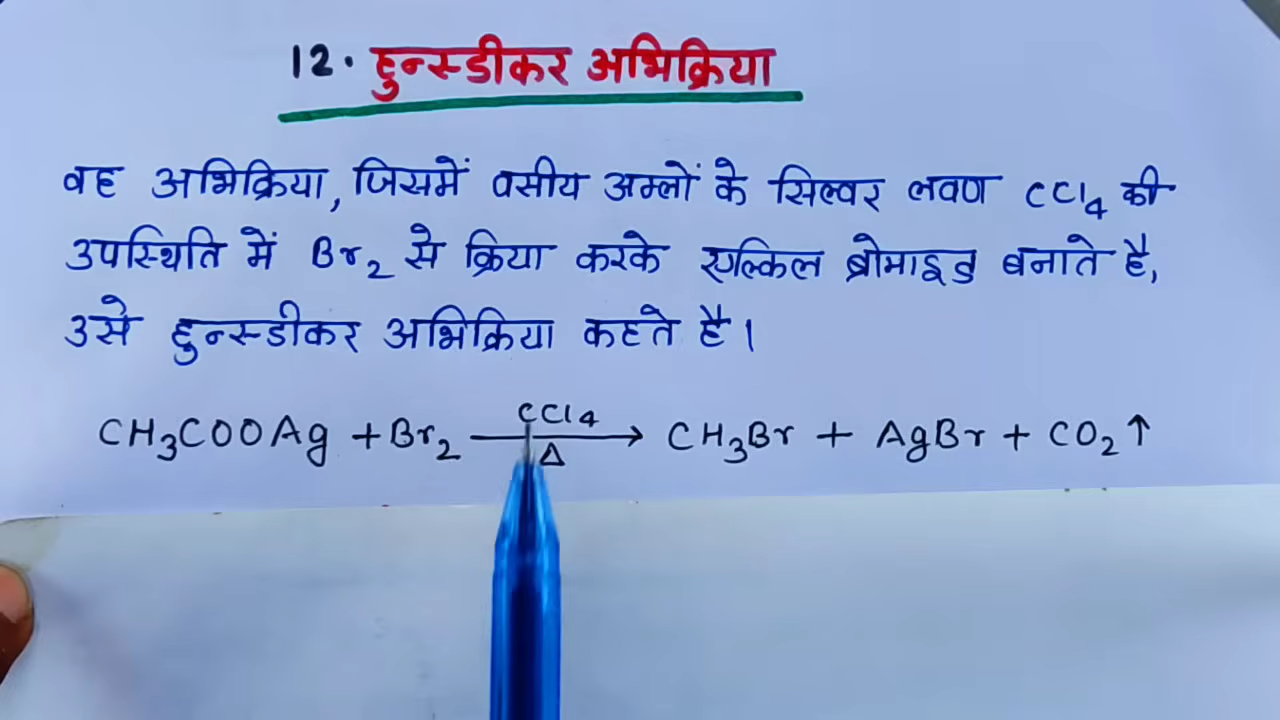 12. हुन्स्डीकर अभिक्रिया
वह अभिक्रिया, जिसमें वसीय अम्लों के सिल्वर लवण CCl₄ की
उपस्थिति में Br₂ से क्रिया करके एल्किल ब्रोमाइड बनाते है,
उसे हुन्स्डीकर अभिक्रिया कहते है।
CH₃COOAg + Br₂ —CCl₄/Δ→ CH₃Br + AgBr + CO₂↑